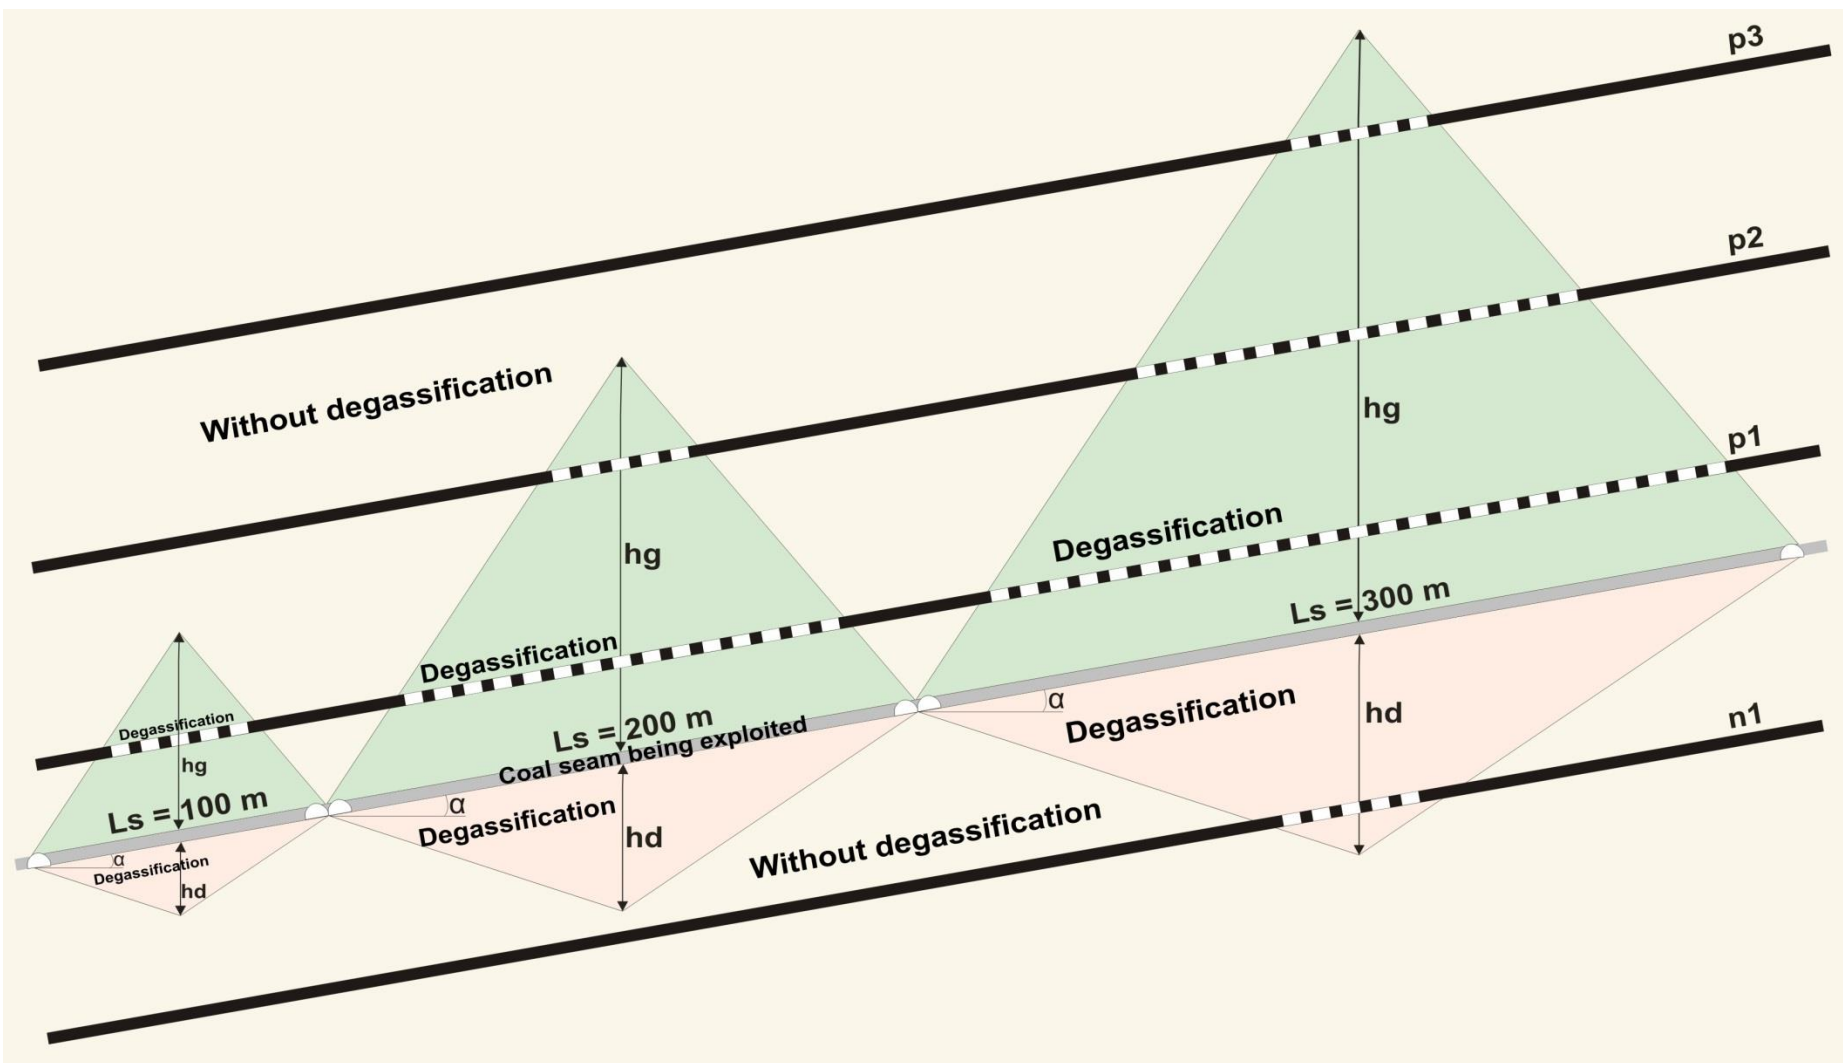 p3
p2
Without degassification
hg
p1
Degassification
hg
Ls = 300 m
Degassification
Degassification
hg
Ls = 200 m
Coal seam being exploited
α
Degassification
hd
n1
Ls = 100 m
α
Degassification
hd
Without degassification
α
Degassification
hd